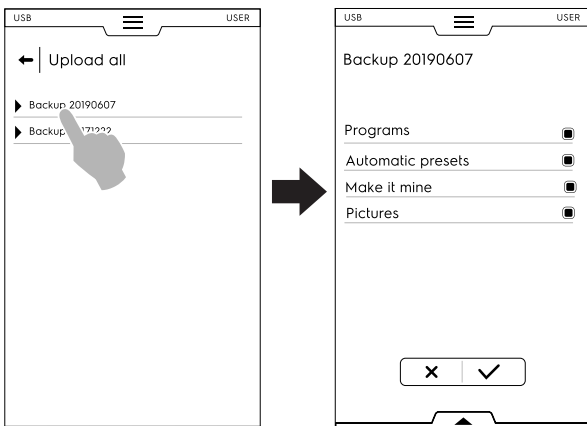 USB USER
Upload all
Backup 20190607
Backup
USB USER
Backup 20190607
Programs
Automatic presets
Make it mine
Pictures